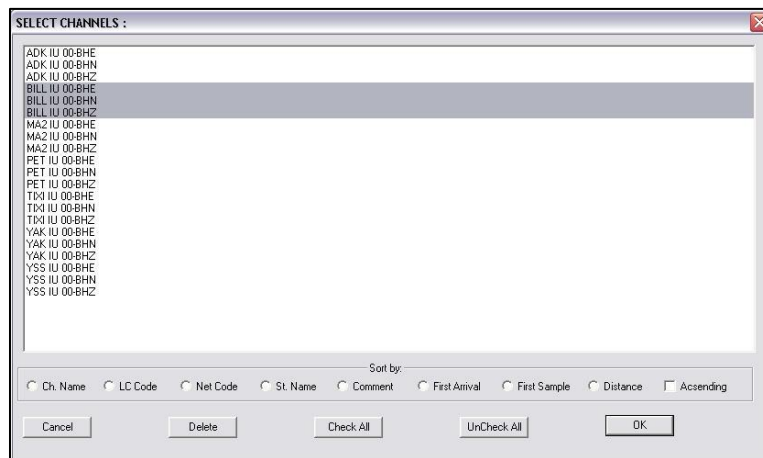 SELECT CHANNELS :
ADK IU 00-BHE
ADK IU 00-BHN
ADK IU 00-BHZ
BILL IU 00-BHE
BILL IU 00-BHN
BILL IU 00-BHZ
MA2 IU 00-BHE
MA2 IU 00-BHN
MA2 IU 00-BHZ
PET IU 00-BHE
PET IU 00-BHN
PET IU 00-BHZ
TIXI IU 00-BHE
TIXI IU 00-BHN
TIXI IU 00-BHZ
YAK IU 00-BHE
YAK IU 00-BHN
YAK IU 00-BHZ
YSS IU 00-BHE
YSS IU 00-BHN
YSS IU 00-BHZ
Sort by:
Ch. Name LC Code Net Code St. Name Comment First Arrival First Sample Distance Acsending
Cancel Delete Check All UnCheck All OK